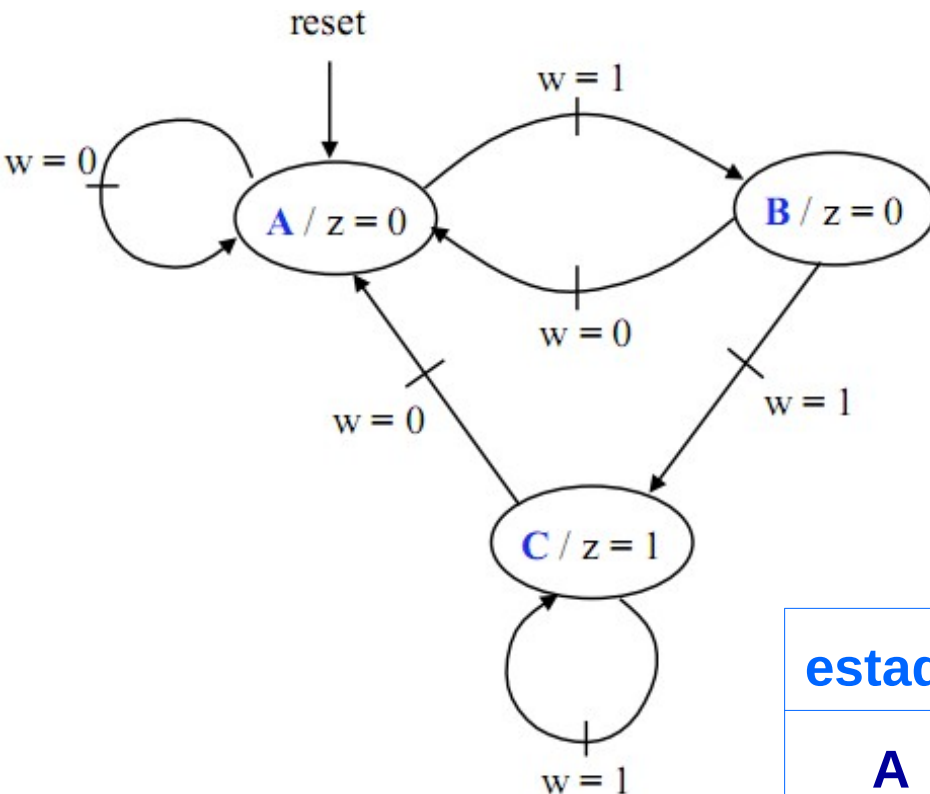 reset
w = 1
w = 0
A / z = 0
B / z = 0
w = 0
w = 1
w = 0
C / z = 1
w = 1
A